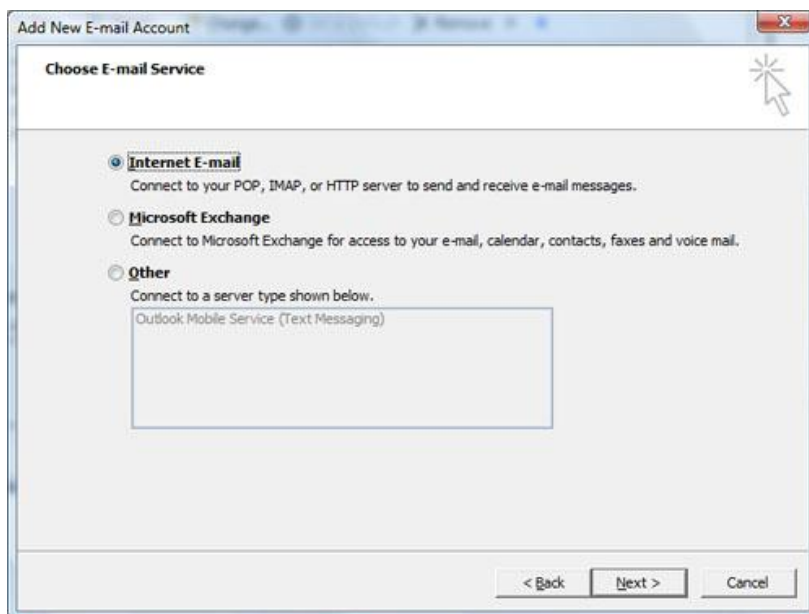 Add New E-mail Account
Choose E-mail Service
Internet E-mail
Connect to your POP, IMAP, or HTTP server to send and receive e-mail messages.
Microsoft Exchange
Connect to Microsoft Exchange for access to your e-mail, calendar, contacts, faxes and voice mail.
Other
Connect to a server type shown below.
Outlook Mobile Service (Text Messaging)
< Back Next > Cancel